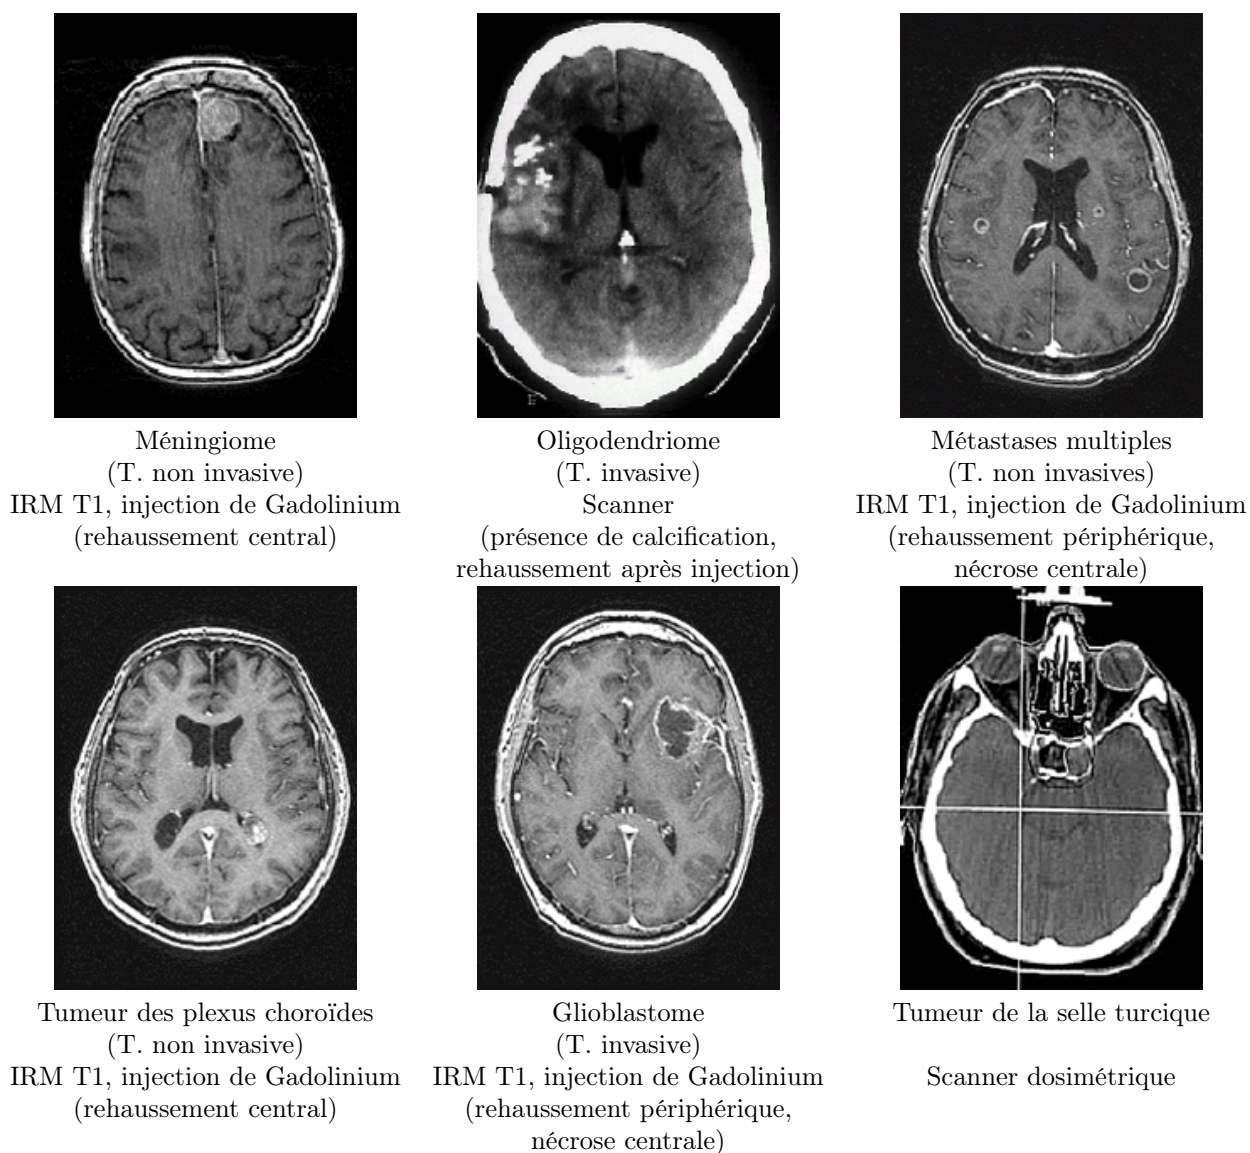 Méningiome
(T. non invasive)
IRM T1, injection de Gadolinium
(rehaussement central)
Oligodendriome
(T. invasive)
Scanner
(présence de calcification,
rehaussement après injection)
Métastases multiples
(T. non invasives)
IRM T1, injection de Gadolinium
(rehaussement périphérique,
nécrose centrale)
Tumeur des plexus choroïdes
(T. non invasive)
IRM T1, injection de Gadolinium
(rehaussement central)
Glioblastome
(T. invasive)
IRM T1, injection de Gadolinium
(rehaussement périphérique,
nécrose centrale)
Tumeur de la selle turcique
Scanner dosimétrique